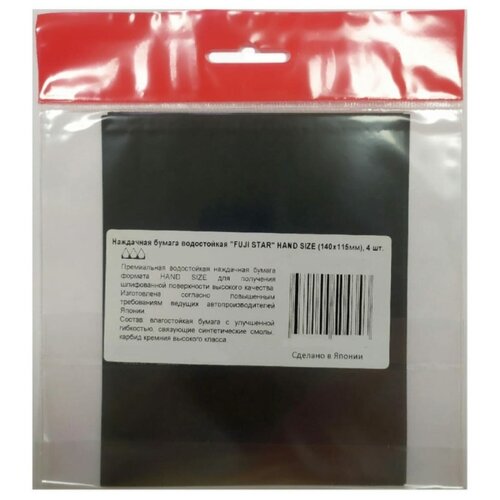 Наждачная бумага водостойкая "FUJI STAR" HAND SIZE (140x115мм), 4 шт.
Премиальная водостойкая наждачная бумага
формата HAND SIZE для получения
шлифованной поверхности высокого качества.
Изготовлена согласно повышенным
требованиям ведущих автопроизводителей
Японии
Состав: влагостойкая бумага с улучшенной
гибкостью, связующие синтетические смолы,
карбид кремния высокого класса.
Сделано в Японии